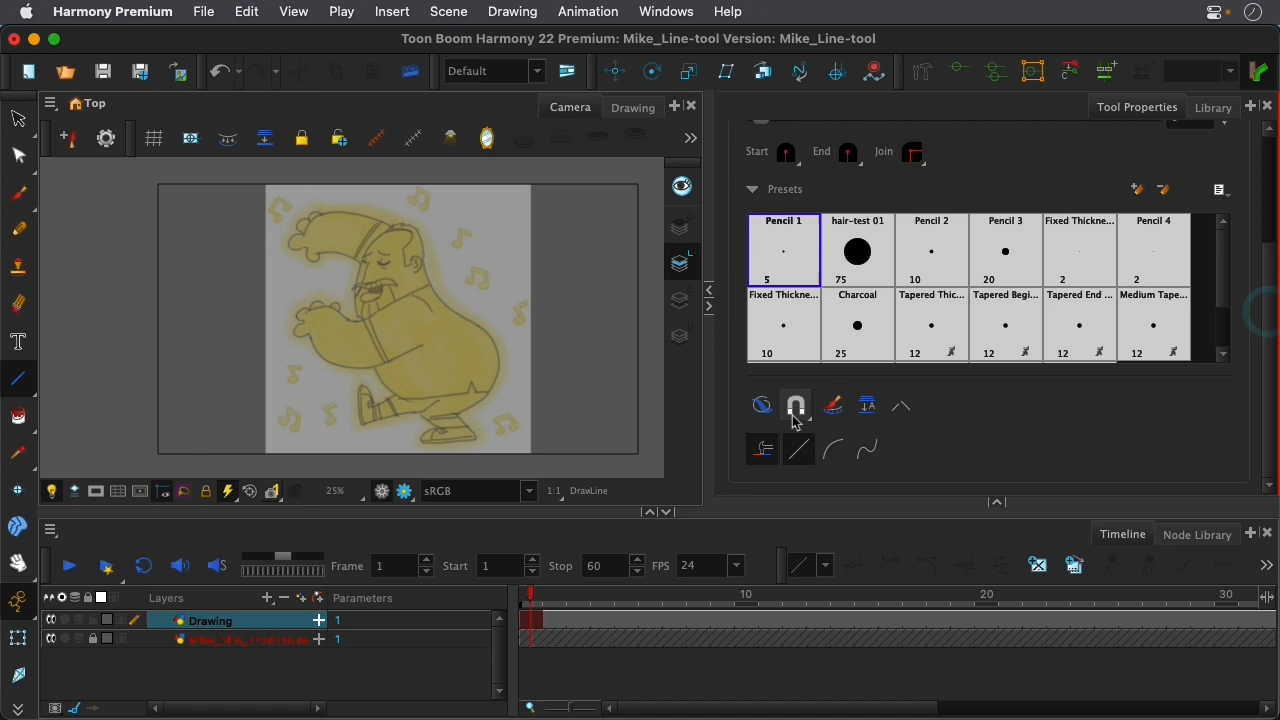 Harmony Premium File Edit View Play Insert Scene Drawing Animation Windows Help
Toon Boom Harmony 22 Premium: Mike_Line-tool Version: Mike_Line-tool
Default
Top
Camera
Drawing
Tool Properties
Library
Start
End
Join
Presets
Pencil 1 hair-test 01 Pencil 2 Pencil 3 Fixed Thickne... Pencil 4
5 75 10 20 2 2
Fixed Thickne... Charcoal Tapered Thic... Tapered Begi... Tapered End ... Medium Tape...
10 25 12 12 12 12
25% sRGB 1:1 DrawLine
Timeline
Node Library
Frame 1 Start 1 Stop 60 FPS 24
Layers Parameters
10 20 30
Drawing 1
1